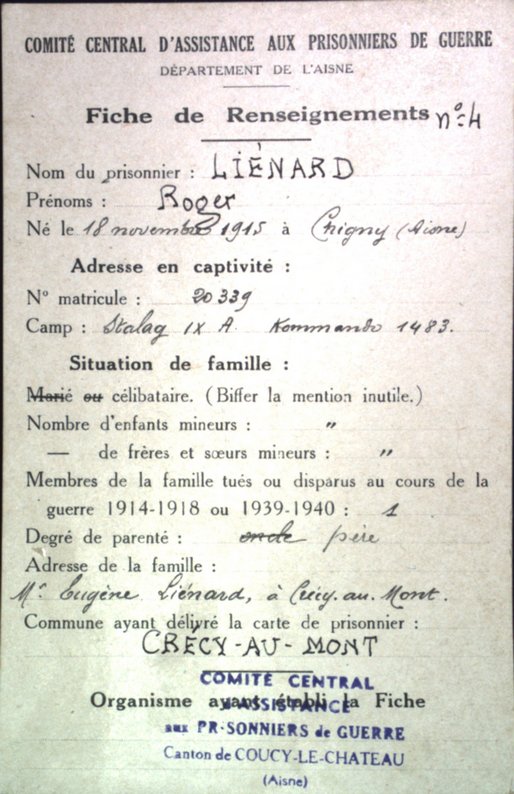 COMITÉ CENTRAL D'ASSISTANCE AUX PRISONNIERS DE GUERRE
DÉPARTEMENT DE L'AISNE
Fiche de Renseignements nº 4
Nom du prisonnier : LIÉNARD
Prénoms : Roger
Né le 18 novembre 1915 à Chigny (Aisne)
Adresse en captivité :
N° matricule : 20339
Camp : Stalag IX A Kommando 1483.
Situation de famille :
Marié ou célibataire. (Biffer la mention inutile.)
Nombre d'enfants mineurs : "
— de frères et sœurs mineurs : "
Membres de la famille tués ou disparus au cours de la
guerre 1914-1918 ou 1939-1940 : 1
Degré de parenté : oncle père
Adresse de la famille :
Mr Eugène Liénard, à Crécy-au-Mont.
Commune ayant délivré la carte de prisonnier :
CRÉCY-AU-MONT
COMITÉ CENTRAL
Organisme ayant établi la Fiche
d'ASSISTANCE
aux PR·SONNIERS de GUERRE
Canton de COUCY-LE-CHATEAU
(Aisne)